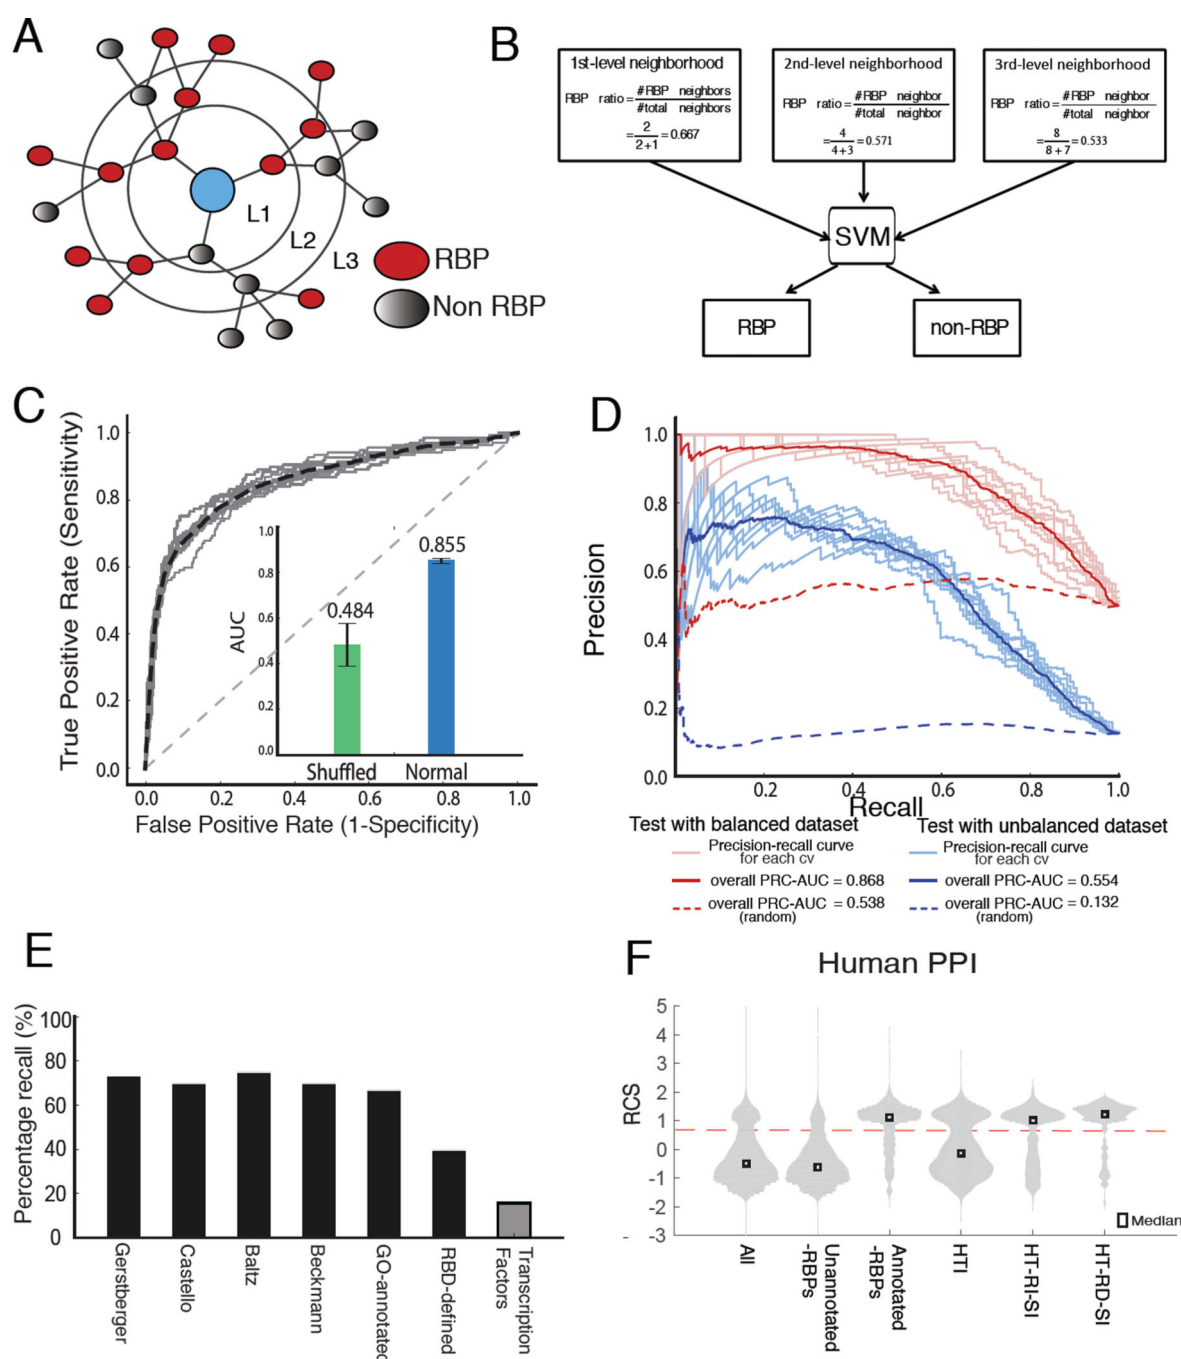 A
L1
L2
L3
RBP
Non RBP
B
1st-level neighborhood
RBP ratio = #RBP neighbors
#total neighbors
= 2
2+1 = 0.667
2nd-level neighborhood
RBP ratio = #RBP neighbor
#total neighbor
= 4
4+3 = 0.571
3rd-level neighborhood
RBP ratio = #RBP neighbor
#total neighbor
= 8
8+7 = 0.533
SVM
RBP
non-RBP
C
True Positive Rate (Sensitivity)
1.0
0.8
0.6
0.4
0.2
0.0
0.0 0.2 0.4 0.6 0.8 1.0
False Positive Rate (1-Specificity)
AUC
1.0
0.8
0.6
0.4
0.2
0.0
0.484
0.855
Shuffled Normal
D
Precision
1.0
0.8
0.6
0.4
0.2
0.0
0.2 0.4 0.6 0.8 1.0
Recall
Test with balanced dataset
Precision-recall curve
for each cv
overall PRC-AUC = 0.868
overall PRC-AUC = 0.538
(random)
Test with unbalanced dataset
Precision-recall curve
for each cv
overall PRC-AUC = 0.554
overall PRC-AUC = 0.132
(random)
E
Percentage recall (%)
100
80
60
40
20
0
Gerstberger
Castello
Baltz
Beckmann
GO-annotated
RBD-defined
Transcription
Factors
F
Human PPI
RCS
5
4
3
2
1
0
-1
-2
-3
Median
All
Unannotated
-RBPs
Annotated
-RBPs
HTI
HT-RI-SI
HT-RD-SI